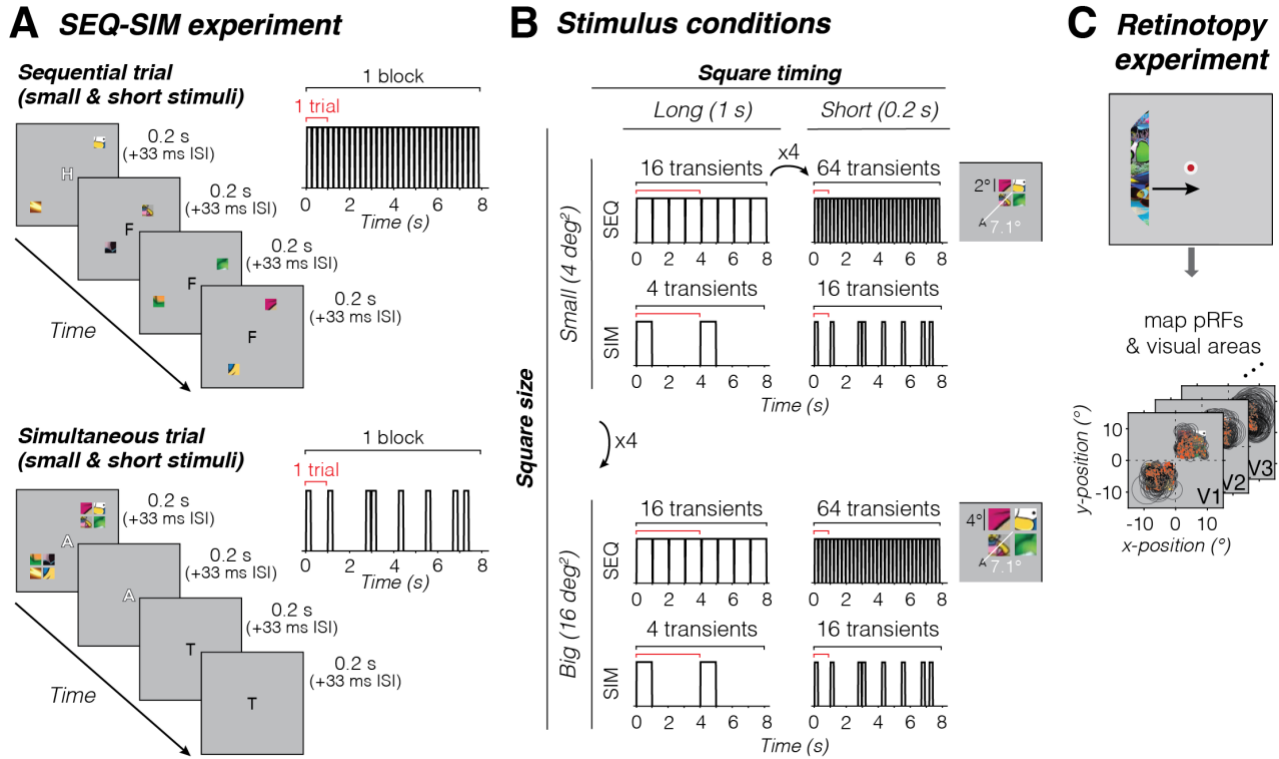 A SEQ-SIM experiment
Sequential trial
(small & short stimuli)
1 block
1 trial
H
0.2 s
(+33 ms ISI)
F
0.2 s
(+33 ms ISI)
F
0.2 s
(+33 ms ISI)
F
0.2 s
(+33 ms ISI)
Time
0 2 4 6 8
Time (s)
Simultaneous trial
(small & short stimuli)
1 block
1 trial
A
0.2 s
(+33 ms ISI)
A
0.2 s
(+33 ms ISI)
T
0.2 s
(+33 ms ISI)
T
0.2 s
(+33 ms ISI)
Time
0 2 4 6 8
Time (s)
B Stimulus conditions
Square timing
Long (1 s) Short (0.2 s)
x4
Square size
x4
Small (4 deg²)
SEQ
16 transients 64 transients
0 2 4 6 8 0 2 4 6 8
2°
A
7.1°
SIM
4 transients 16 transients
0 2 4 6 8 0 2 4 6 8
Time (s)
Big (16 deg²)
SEQ
16 transients 64 transients
0 2 4 6 8 0 2 4 6 8
4°
A
7.1°
SIM
4 transients 16 transients
0 2 4 6 8 0 2 4 6 8
Time (s)
C Retinotopy
experiment
map pRFs
& visual areas
y-position (°)
10
0
-10
V1 V2 V3
-10 0 10
x-position (°)